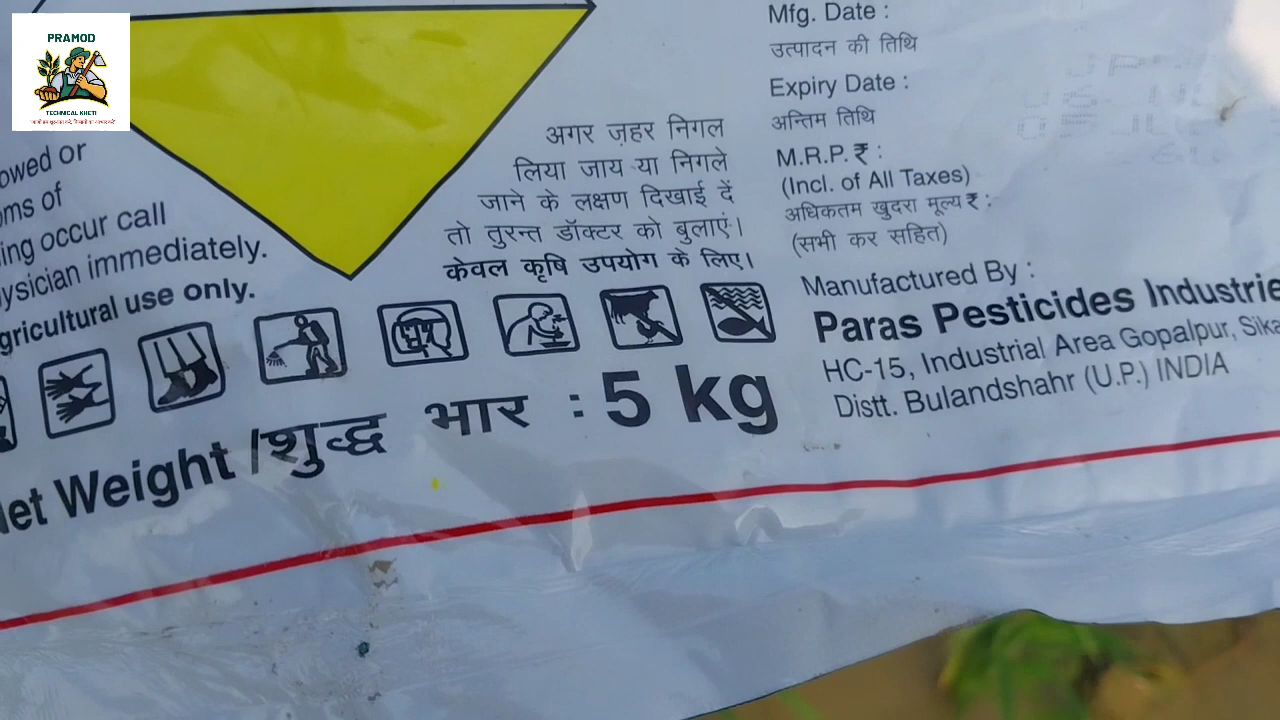 PRAMOD
TECHNICAL KHETI
owed or
oms of
ing occur call
ysician immediately.
gricultural use only.
अगर ज़हर निगल
लिया जाय या निगले
जाने के लक्षण दिखाई दें
तो तुरन्त डॉक्टर को बुलाएं।
केवल कृषि उपयोग के लिए।
Net Weight /शुद्ध भार : 5 kg
Mfg. Date :
उत्पादन की तिथि
Expiry Date :
अन्तिम तिथि
M.R.P. ₹ :
(Incl. of All Taxes)
अधिकतम खुदरा मूल्य ₹ :
(सभी कर सहित)
Manufactured By :
Paras Pesticides Industrie
HC-15, Industrial Area Gopalpur, Sika
Distt. Bulandshahr (U.P.) INDIA